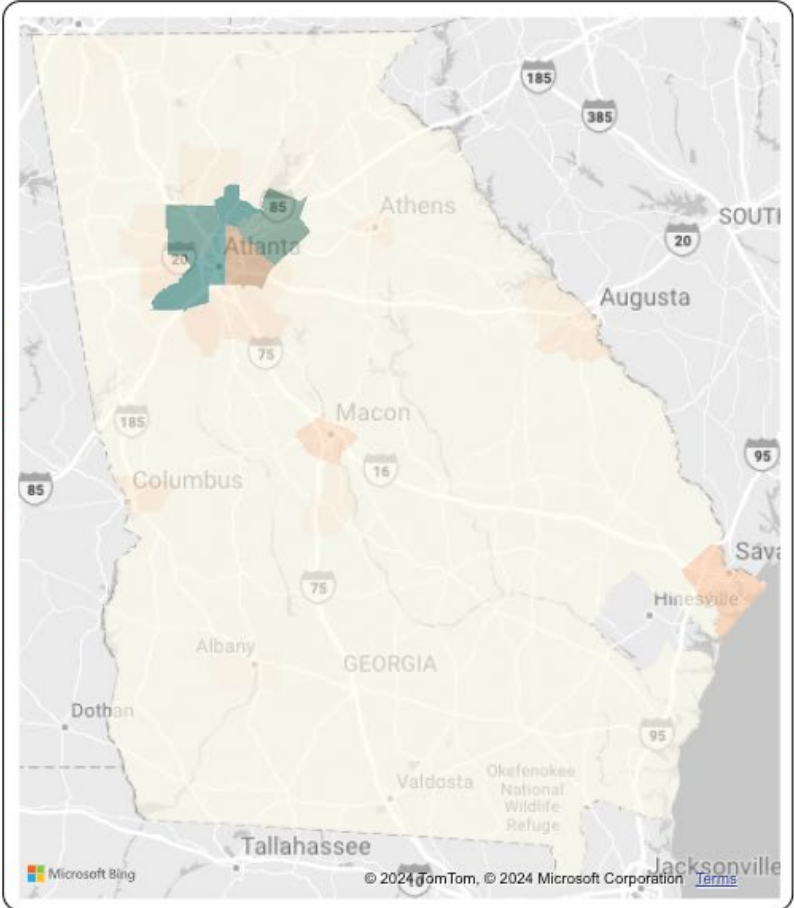 185
385
SOUTH
85
Athens
20
Atlanta
20
Augusta
75
Macon
185
16
95
Columbus
85
Sava
75
Hinesville
Albany
GEORGIA
Dothan
95
Valdosta
Okefenokee
National
Wildlife
Refuge
Tallahassee
10
Jacksonville
Microsoft Bing
© 2024 TomTom, © 2024 Microsoft Corporation Terms